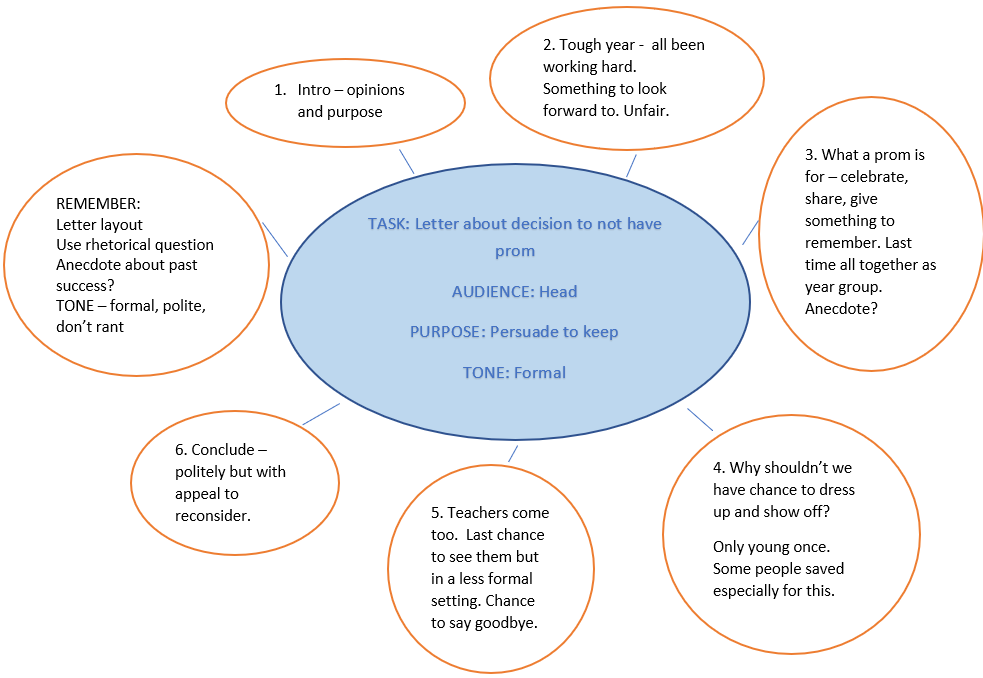 TASK: Letter about decision to not have
prom
AUDIENCE: Head
PURPOSE: Persuade to keep
TONE: Formal
1. Intro – opinions
and purpose
2. Tough year -  all been
working hard.
Something to look
forward to. Unfair.
3. What a prom is
for – celebrate,
share, give
something to
remember. Last
time all together as
year group.
Anecdote?
4. Why shouldn’t we
have chance to dress
up and show off?
Only young once.
Some people saved
especially for this.
5. Teachers come
too.  Last chance
to see them but
in a less formal
setting. Chance
to say goodbye.
6. Conclude –
politely but with
appeal to
reconsider.
REMEMBER:
Letter layout
Use rhetorical question
Anecdote about past
success?
TONE – formal, polite,
don’t rant